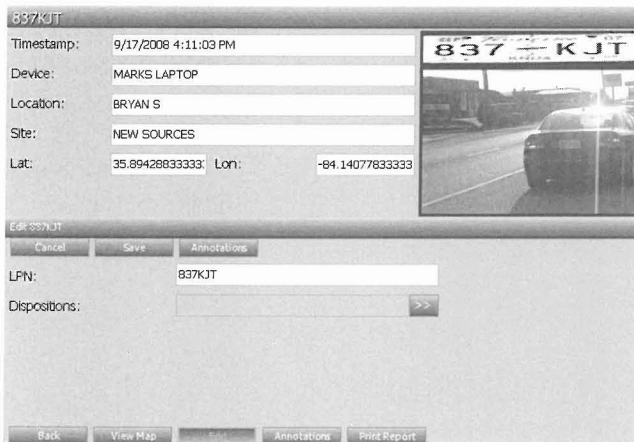 837KJT
Timestamp: 9/17/2008 4:11:03 PM
837-KJT
KNOX
Device: MARKS LAPTOP
Location: BRYAN S
Site: NEW SOURCES
Lat: 35.89428833333: Lon: -84.14077833333
Edit 837KJT
Cancel Save Annotations
LPN: 837KJT
Dispositions: >>
Back View Map Edit Annotations Print Report